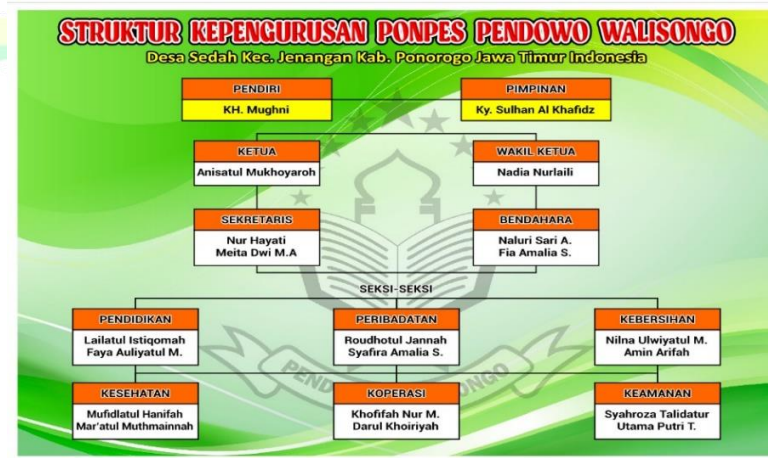 STRUKTUR KEPENGURUSAN PONPES PENDOWO WALISONGO
Desa Sedah Kec. Jenangan Kab. Ponorogo Jawa Timur Indonesia
PENDIRI
KH. Mughni
PIMPINAN
Ky. Sulhan Al Khafidz
KETUA
Anisatul Mukhoyaroh
WAKIL KETUA
Nadia Nurlaili
SEKRETARIS
Nur Hayati
Meita Dwi M.A
BENDAHARA
Naluri Sari A.
Fia Amalia S.
SEKSI-SEKSI
PENDIDIKAN
Lailatul Istiqomah
Faya Auliyatul M.
PERIBADATAN
Roudhotul Jannah
Syafira Amalia S.
KEBERSIHAN
Nilna Ulwiyatul M.
Amin Arifah
KESEHATAN
Mufidlatul Hanifah
Mar'atul Muthmainnah
KOPERASI
Khofifah Nur M.
Darul Khoiriyah
KEAMANAN
Syahroza Talidatur
Utama Putri T.